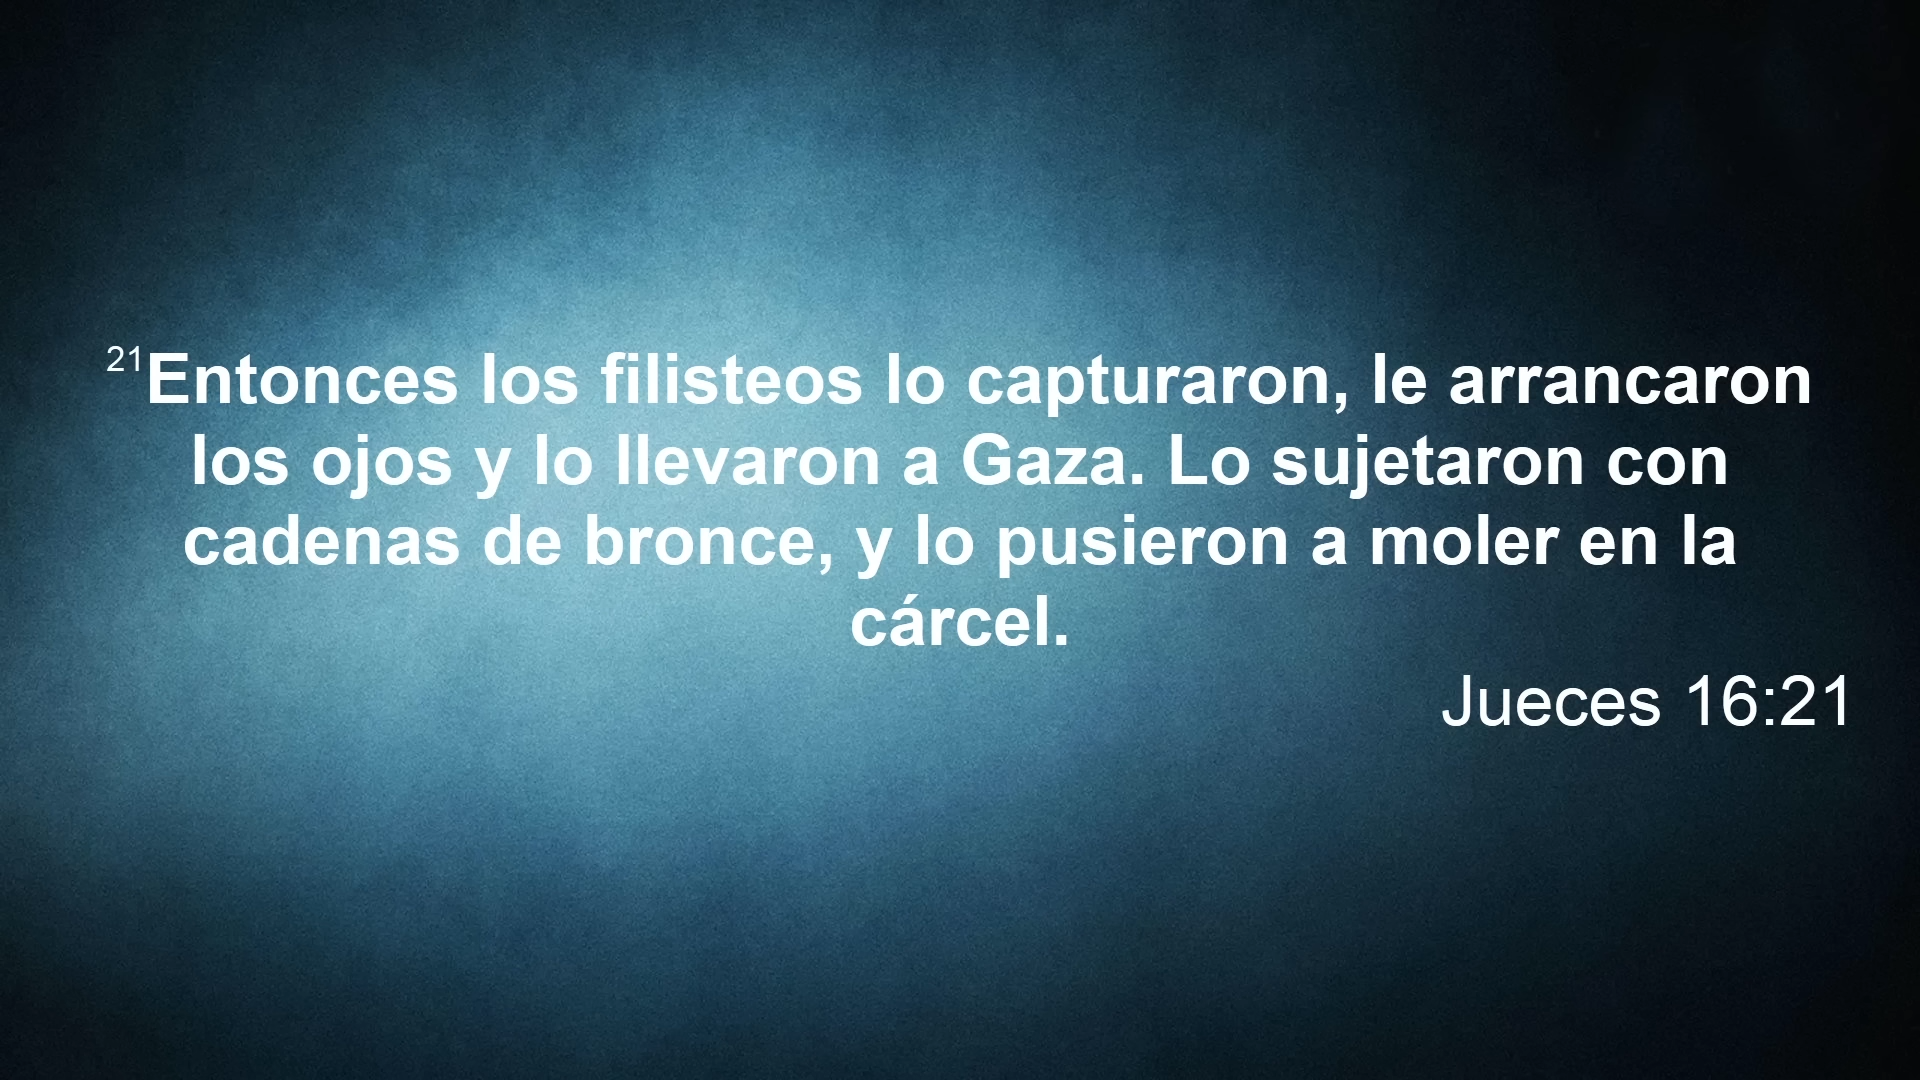 21Entonces los filisteos lo capturaron, le arrancaron
los ojos y lo llevaron a Gaza. Lo sujetaron con
cadenas de bronce, y lo pusieron a moler en la
cárcel.
Jueces 16:21